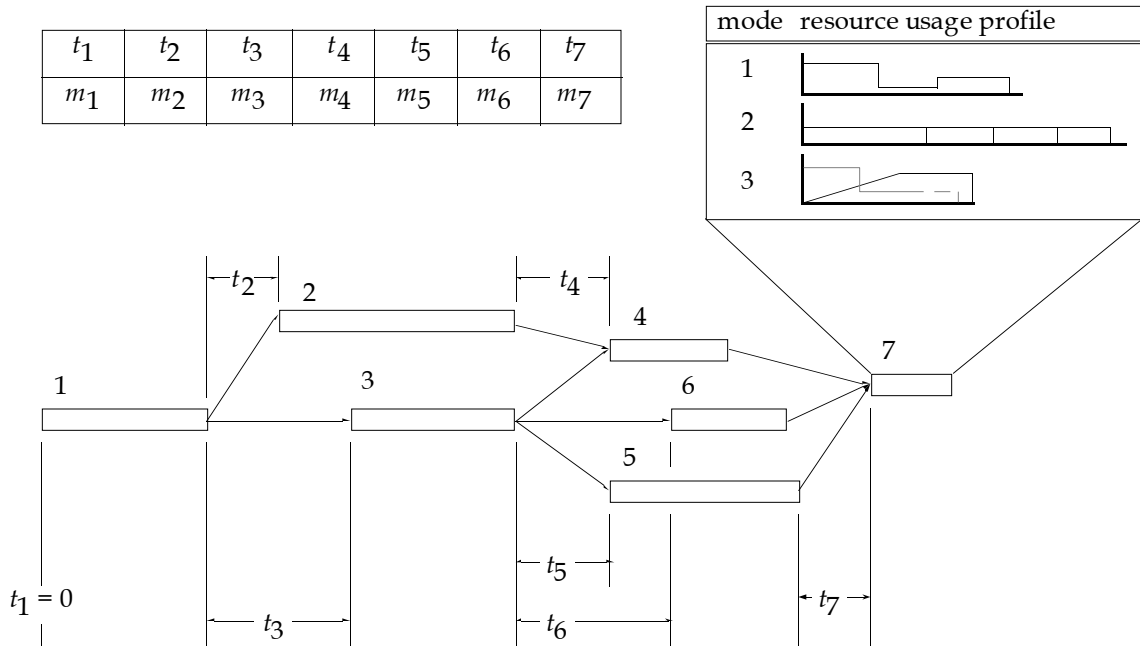 mode resource usage profile
t1 t2 t3 t4 t5 t6 t7
m1 m2 m3 m4 m5 m6 m7
1
2
3
t2
t4
2
4
7
1
3
6
5
t5
t1 = 0
t3
t6
t7